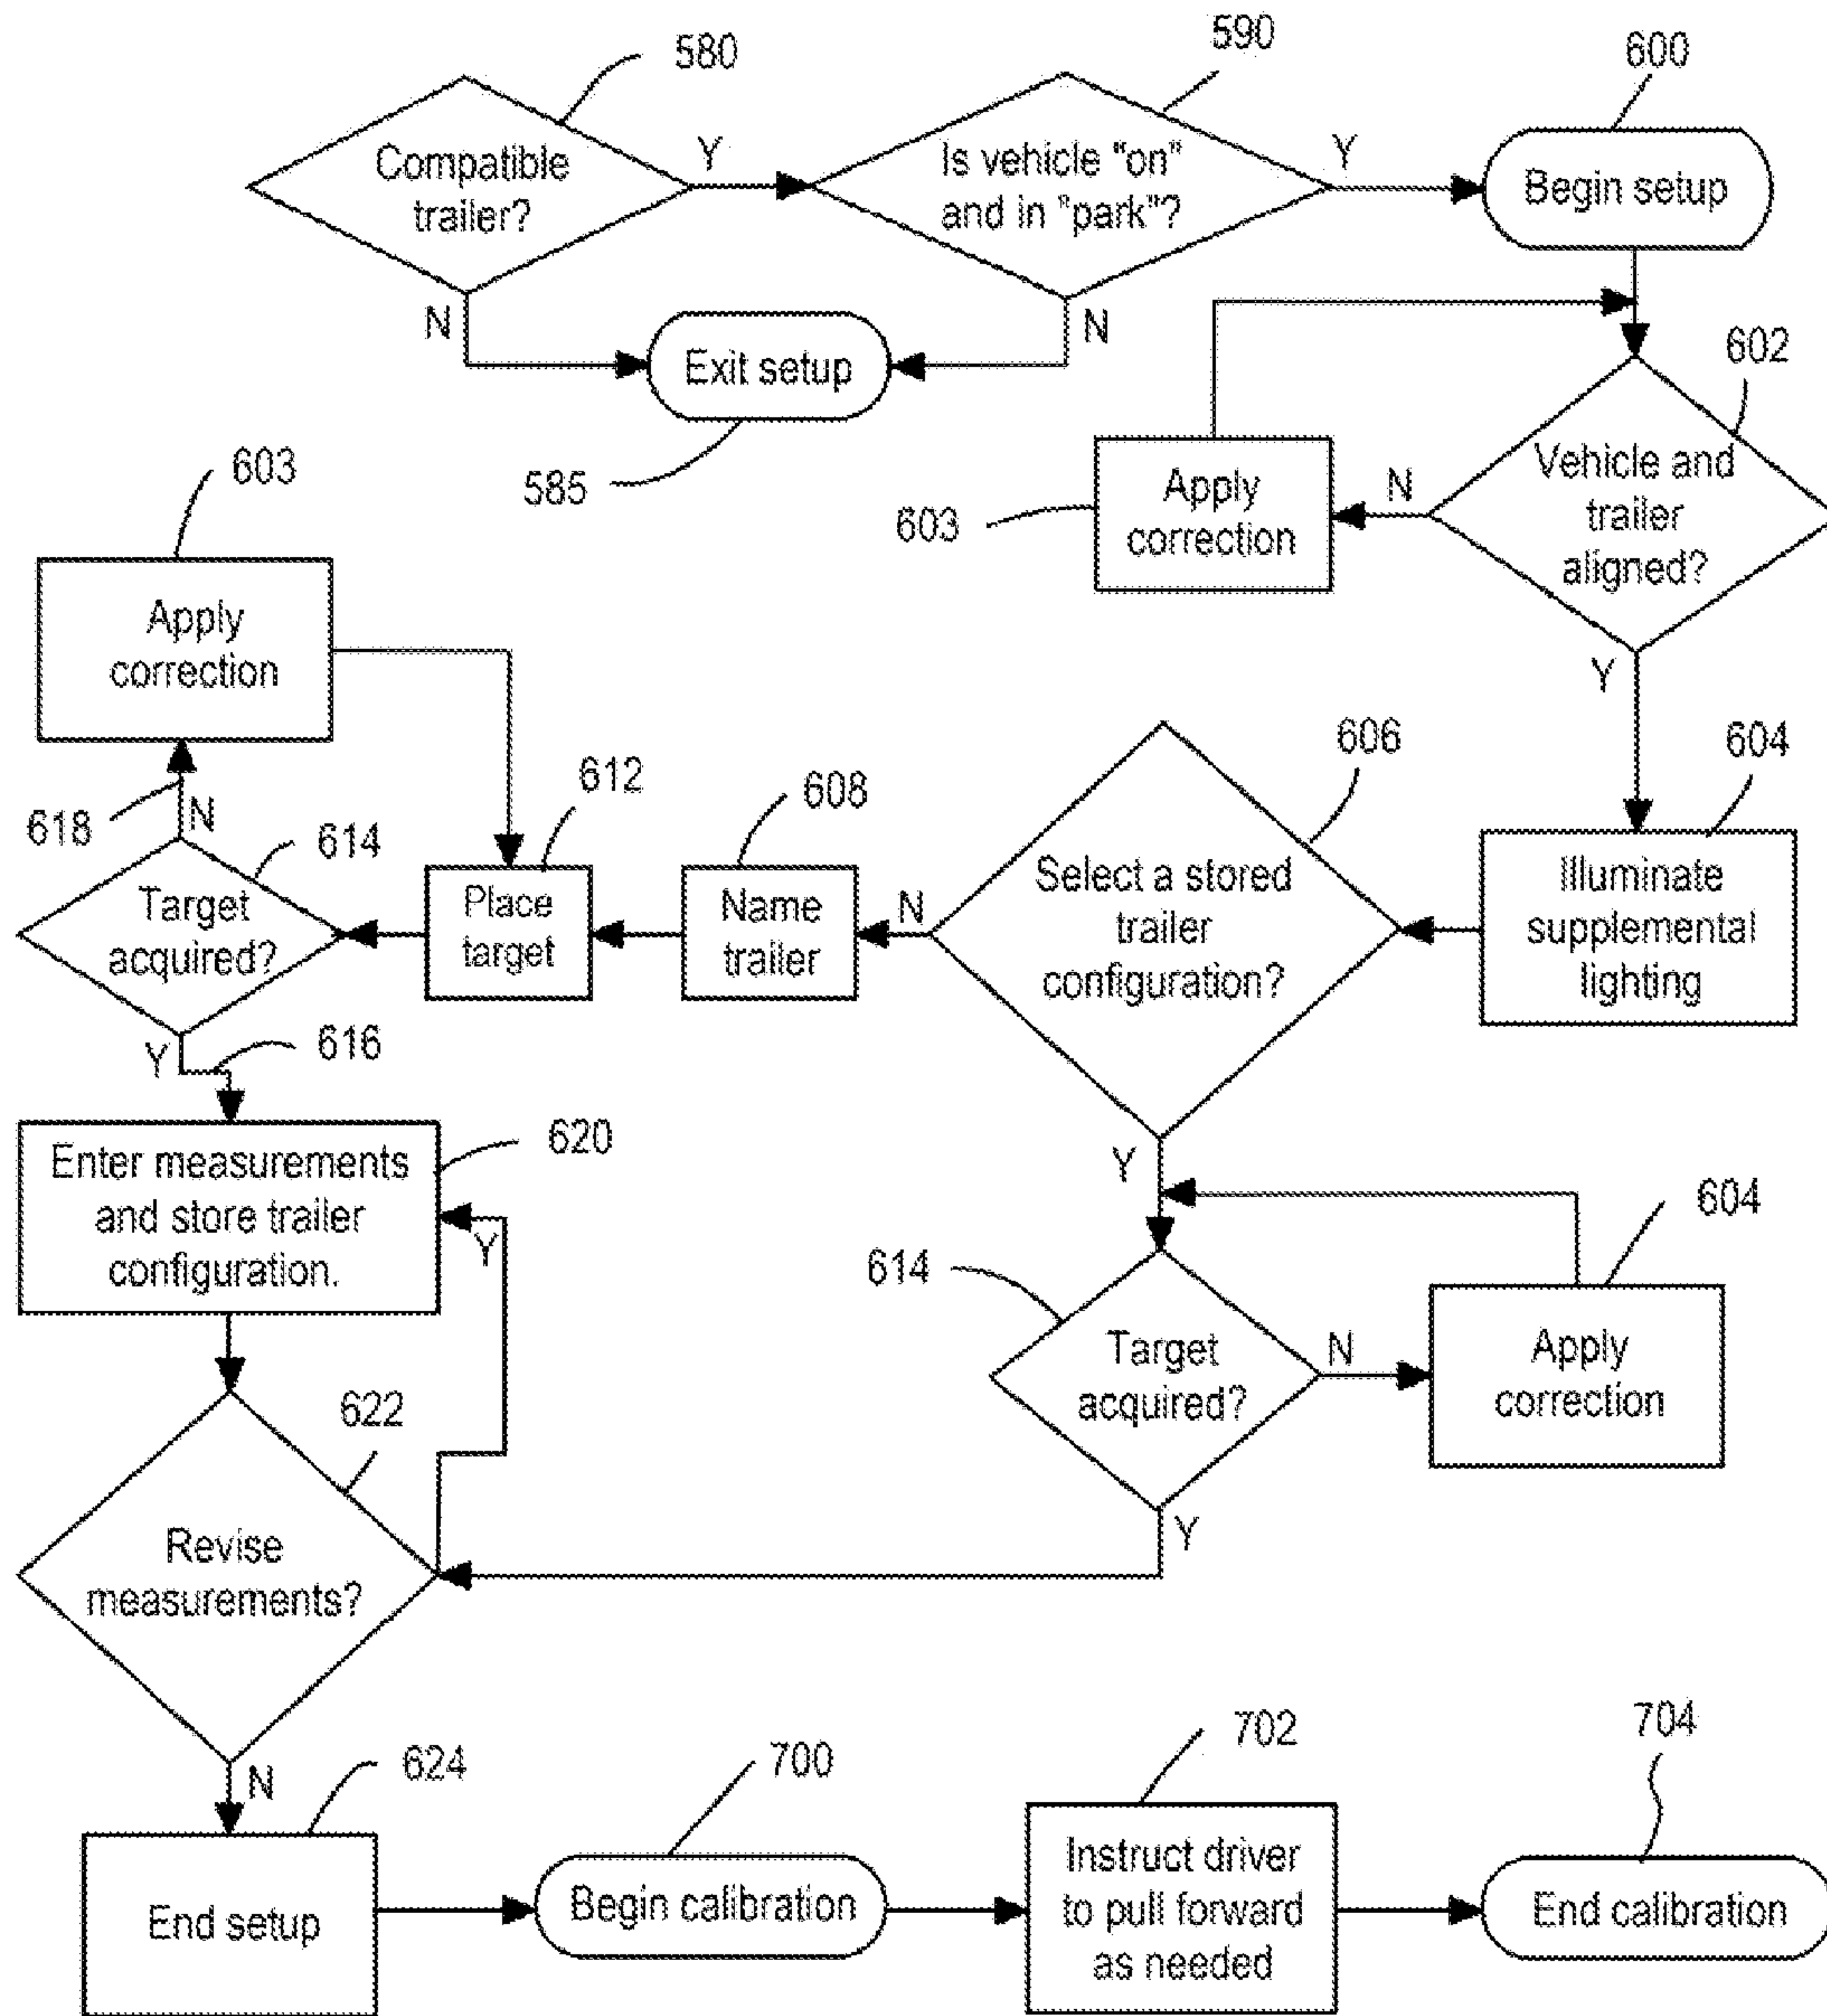 580
590
600
Compatible
trailer?
Y
Is vehicle "on"
and in "park"?
Y
Begin setup
N
N
Exit setup
585
602
Vehicle and
trailer
aligned?
N
Apply
correction
603
Y
603
Apply
correction
618
N
614
Target
acquired?
612
Place
target
608
Name
trailer
N
606
Select a stored
trailer
configuration?
604
Illuminate
supplemental
lighting
Y
616
Y
620
Enter measurements
and store trailer
configuration.
Y
614
Target
acquired?
N
604
Apply
correction
Y
622
Revise
measurements?
N
624
End setup
700
Begin calibration
702
Instruct driver
to pull forward
as needed
704
End calibration